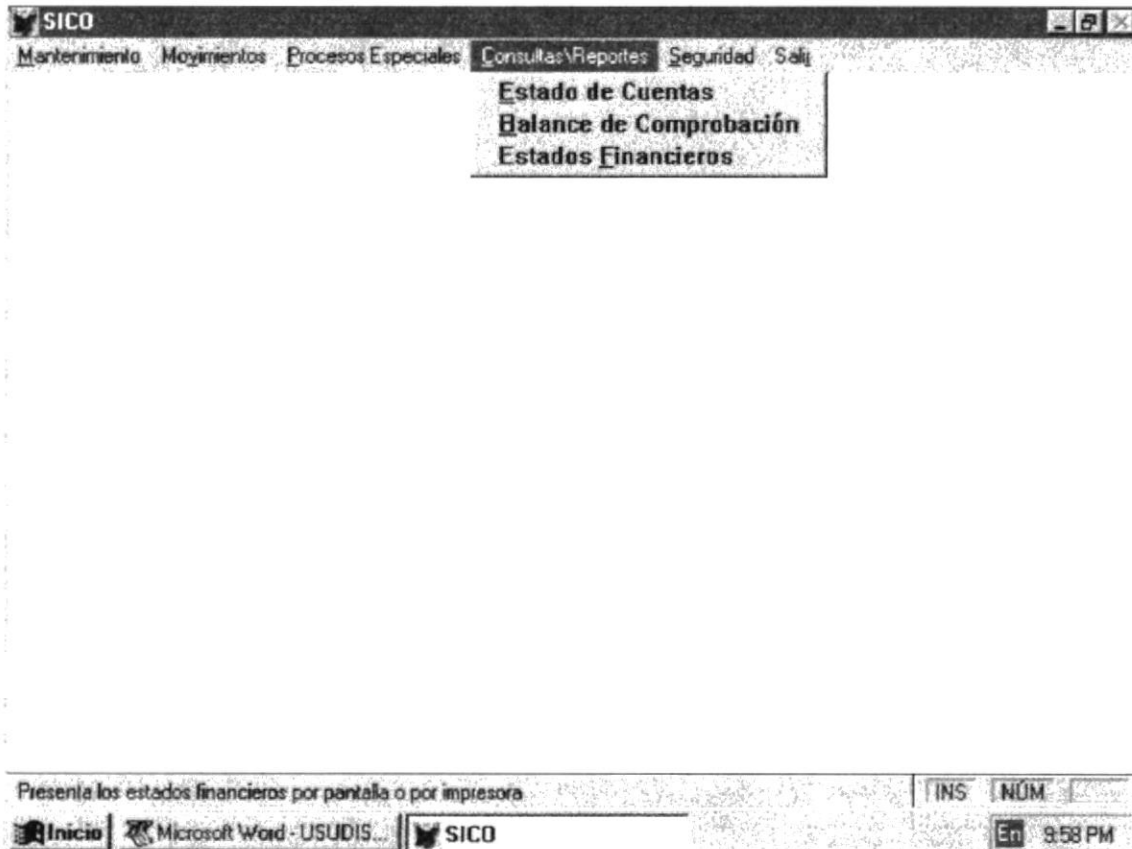 SICO
Mantenimiento Movimientos Procesos Especiales Consultas\Reportes Seguridad Salir
Estado de Cuentas
Balance de Comprobación
Estados Financieros
Presenta los estados financieros por pantalla o por impresora
INS NÚM
Inicio Microsoft Word - USUDIS... SICO En 9:58 PM